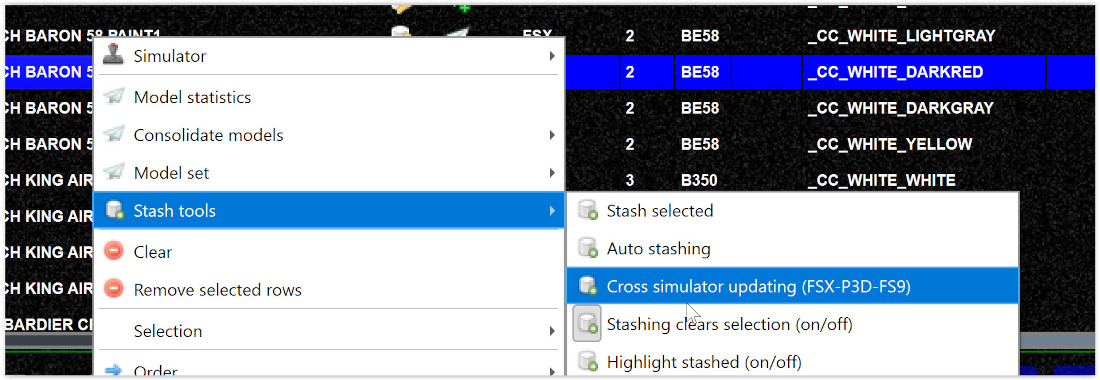 CH BARON 58 PAINT1 FSX 2 BE58 _CC_WHITE_LIGHTGRAY
CH BARON 5 2 BE58 _CC_WHITE_DARKRED
CH BARON 5 2 BE58 _CC_WHITE_DARKGRAY
CH BARON 5 2 BE58 _CC_WHITE_YELLOW
CH KING AIR 3 B350 _CC_WHITE_WHITE
CH KING AIR
CH KING AIR
CH KING AIR
BARDIER CI
Simulator
Model statistics
Consolidate models
Model set
Stash tools
Clear
Remove selected rows
Selection
Order
Stash selected
Auto stashing
Cross simulator updating (FSX-P3D-FS9)
Stashing clears selection (on/off)
Highlight stashed (on/off)